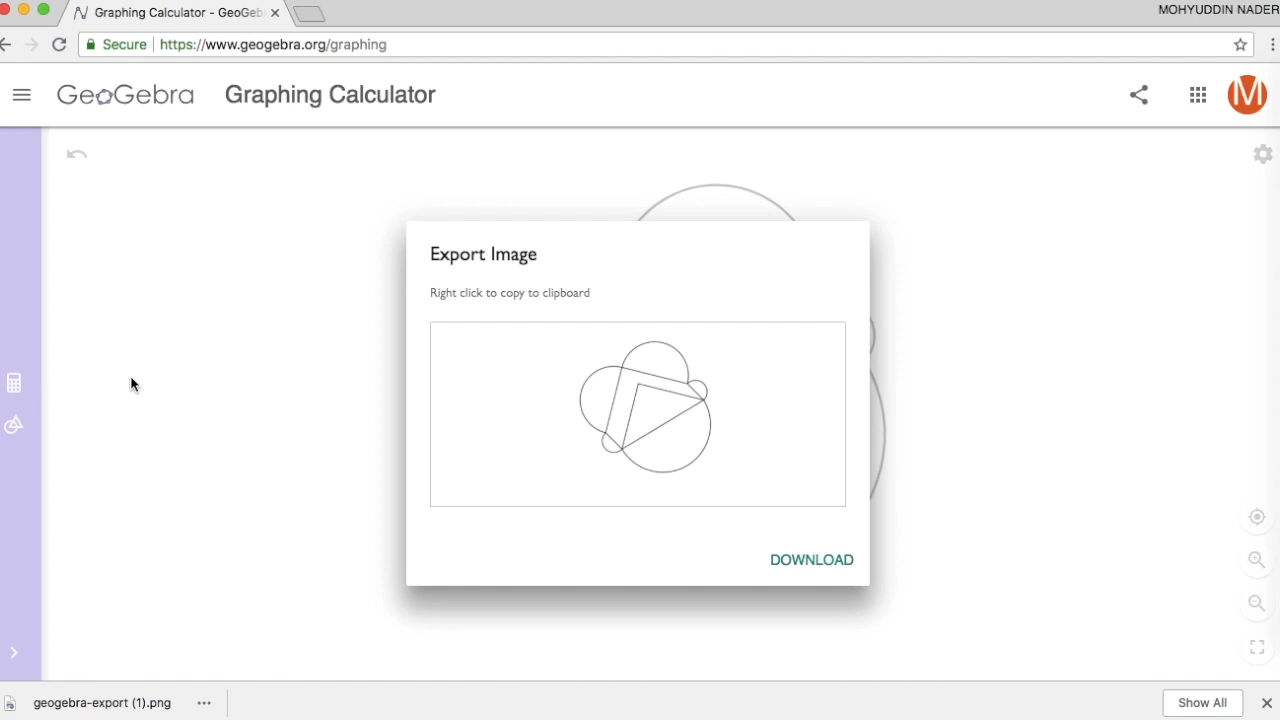 Graphing Calculator - GeoGeb
MOHYUDDIN NADER
Secure https://www.geogebra.org/graphing
GeoGebra Graphing Calculator
M
Export Image
Right click to copy to clipboard
DOWNLOAD
geogebra-export (1).png
Show All